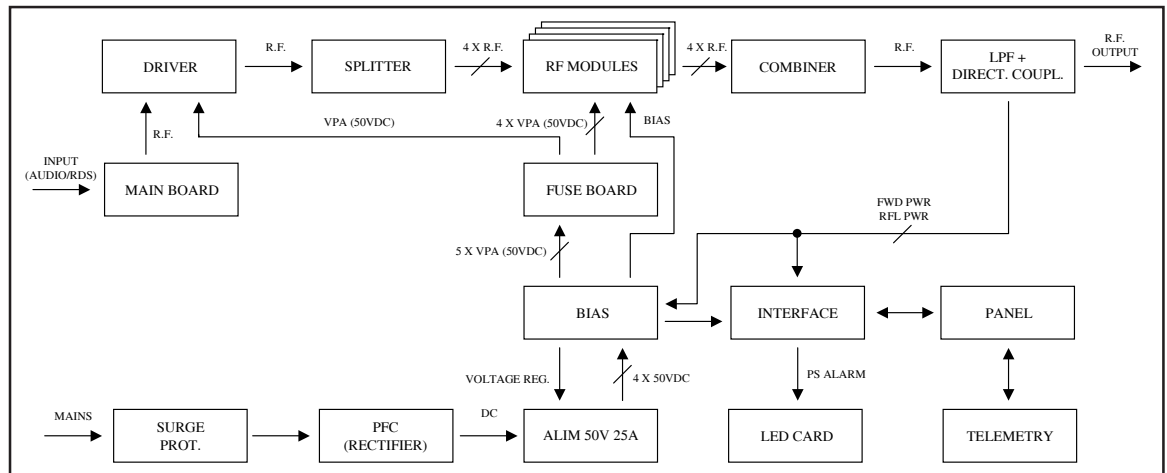 R.F.
4 X R.F.
4 X R.F.
R.F.
R.F.
OUTPUT
DRIVER
SPLITTER
RF MODULES
COMBINER
LPF +
DIRECT. COUPL.
VPA (50VDC)
4 X VPA (50VDC)
BIAS
R.F.
INPUT
(AUDIO/RDS)
MAIN BOARD
FUSE BOARD
FWD PWR
RFL PWR
5 X VPA (50VDC)
BIAS
INTERFACE
PANEL
VOLTAGE REG.
4 X 50VDC
PS ALARM
MAINS
SURGE
PROT.
PFC
(RECTIFIER)
DC
ALIM 50V 25A
LED CARD
TELEMETRY